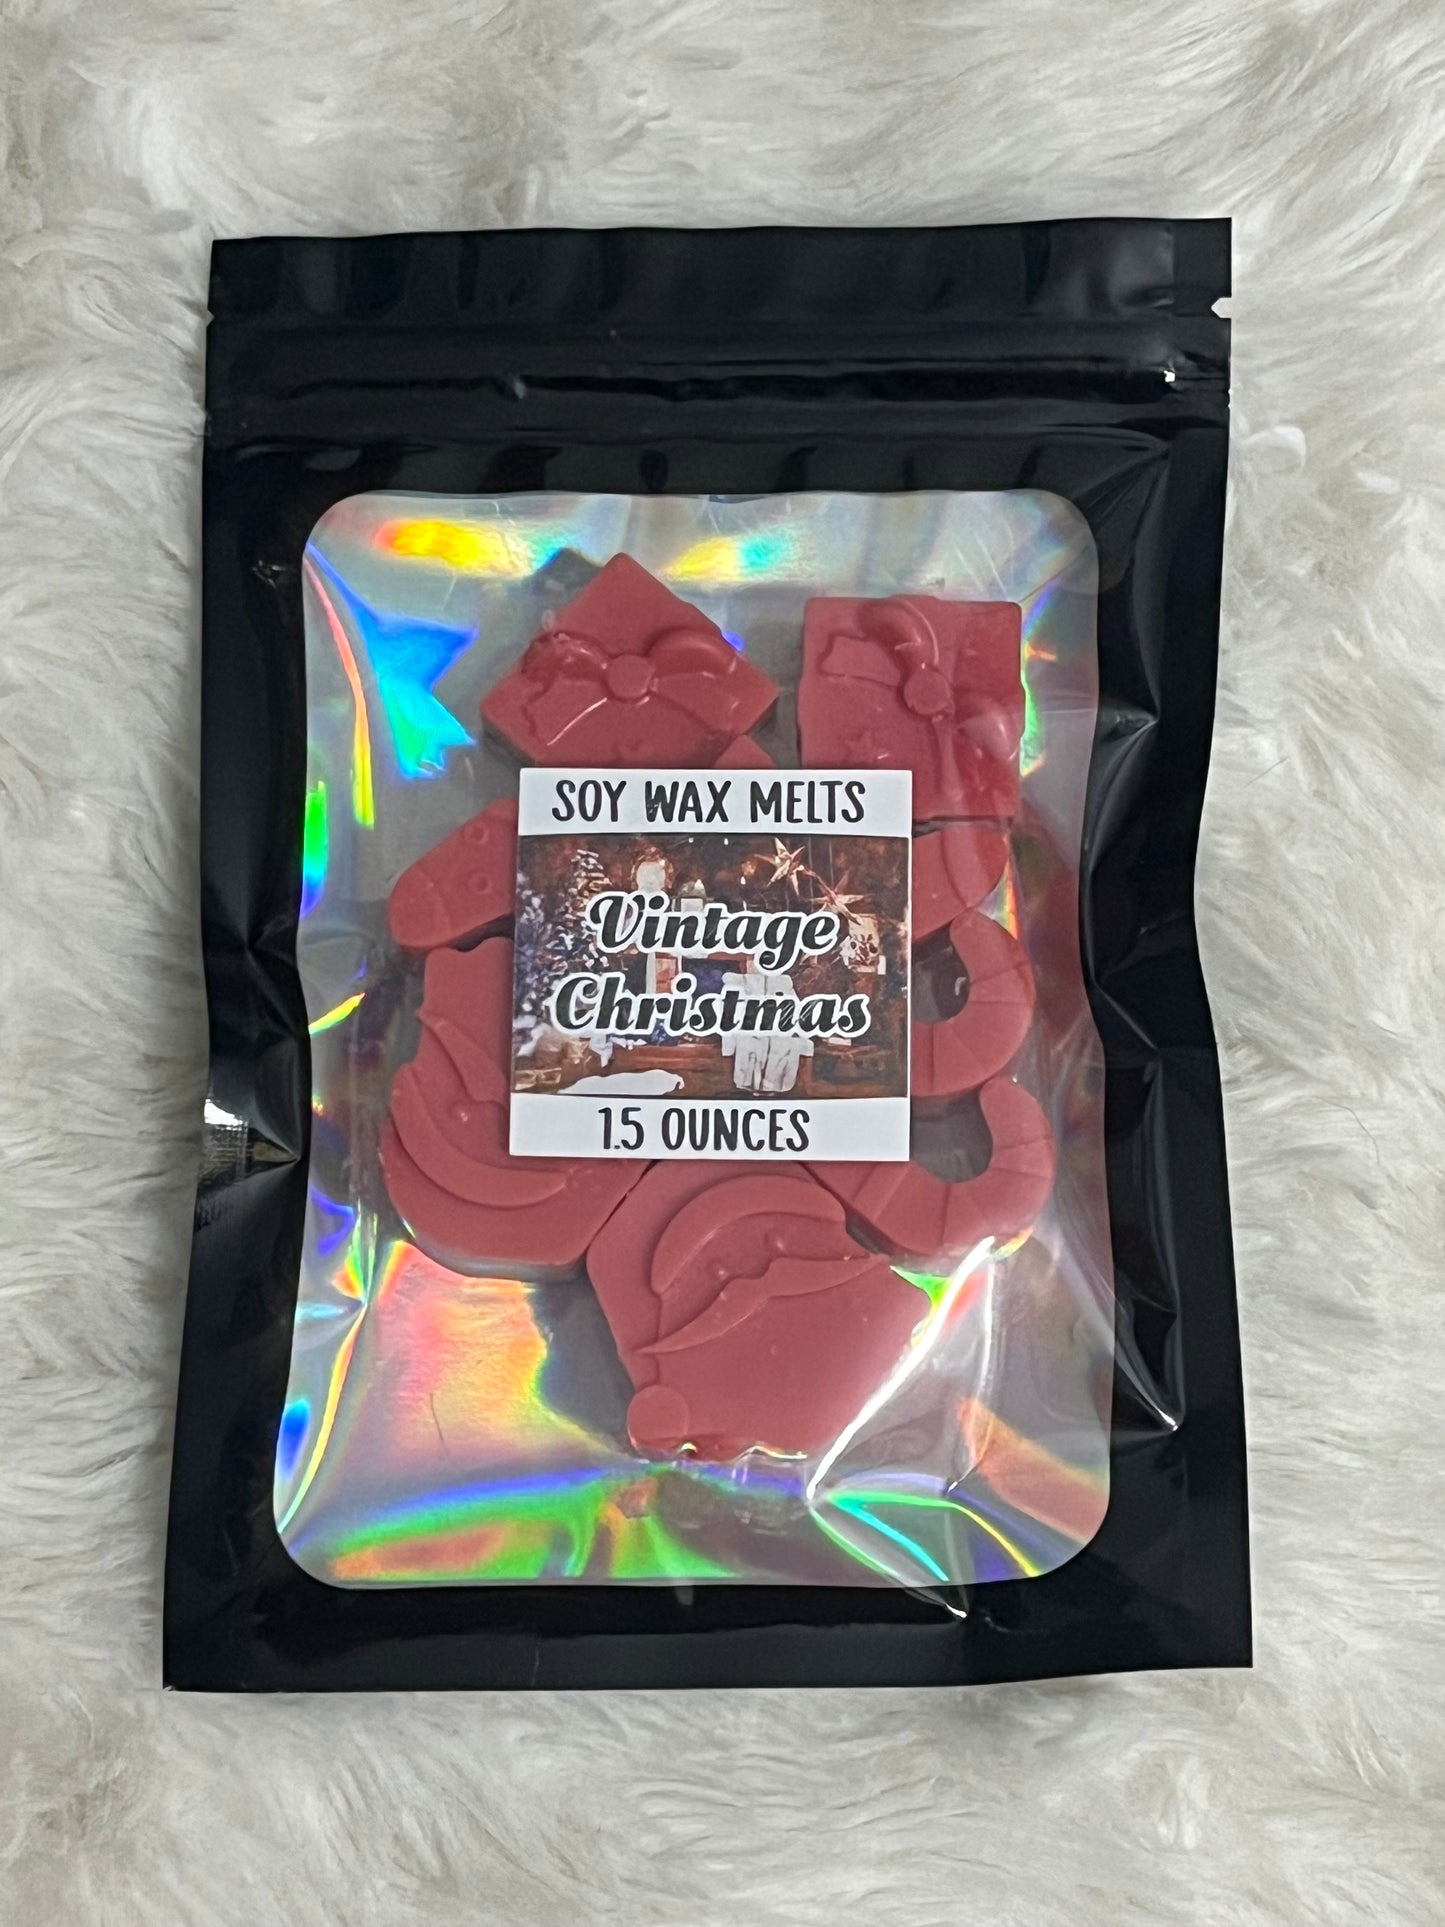 SOY WAX MELTS
Vintage
Christmas
1.5 OUNCES